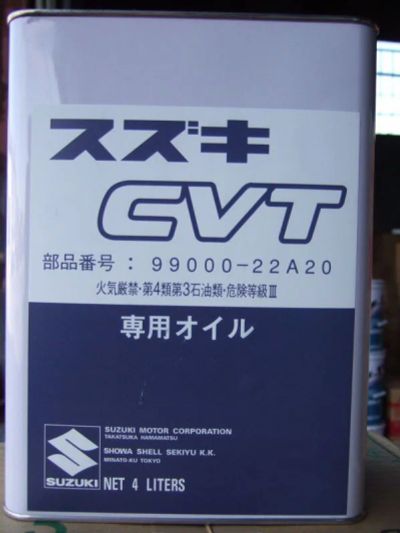 スズキ
CVT
部品番号 : 99000-22A20
火気厳禁・第4類第3石油類・危険等級Ⅲ
専用オイル
SUZUKI MOTOR CORPORATION
TAKATSUKA HAMAMATSU
SHOWA SHELL SEKIYU K.K.
MINATO-KU TOKYO
SUZUKI
NET 4 LITERS